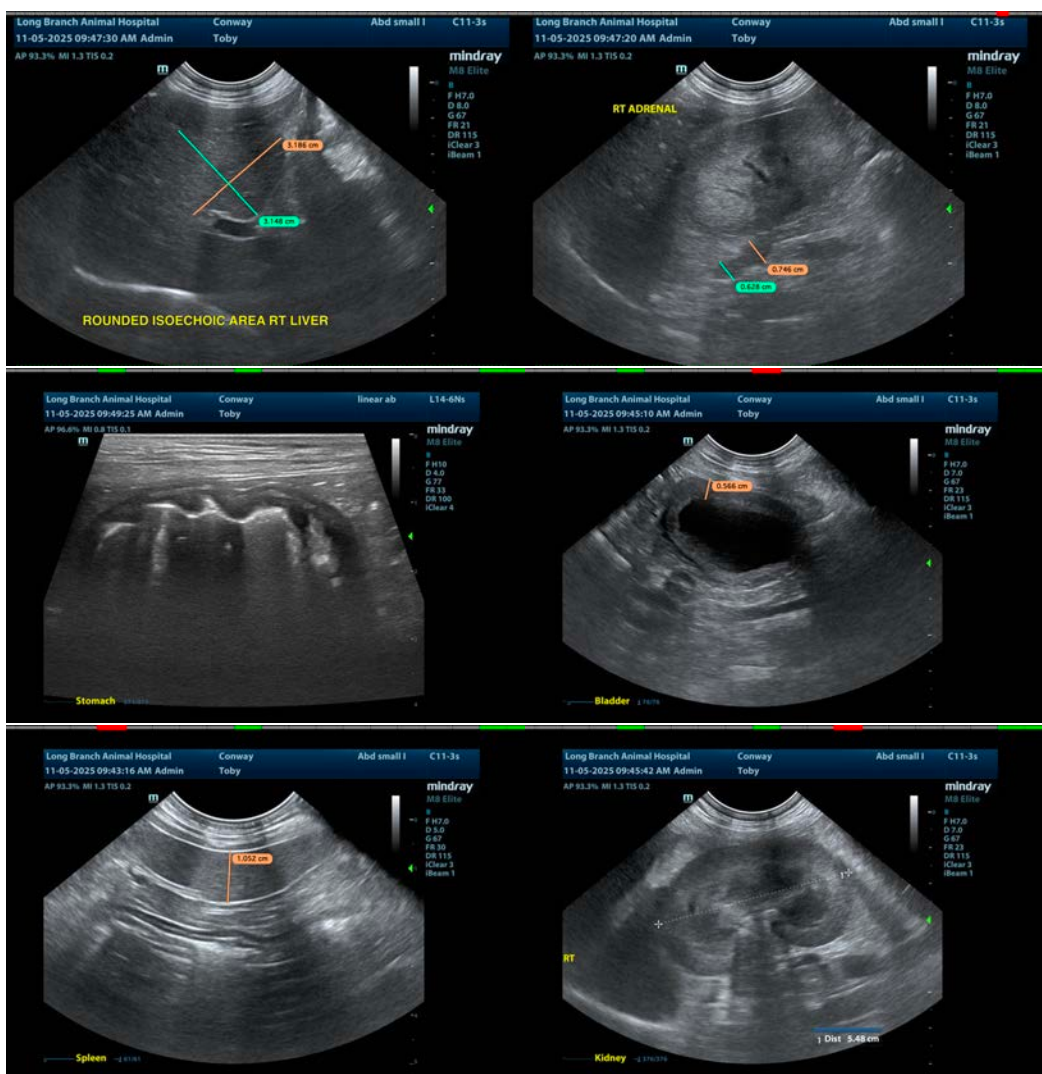 Long Branch Animal Hospital Conway Abd small I C11-3s
11-05-2025 09:47:30 AM Admin Toby
AP 93.3% MI 1.3 TIS 0.2
mindray
M8 Elite
B
F H7.0
D 8.0
G 67
FR 21
DR 115
iClear 3
iBeam 1
3.186 cm
3.148 cm
ROUNDED ISOECHOIC AREA RT LIVER
Long Branch Animal Hospital Conway Abd small I C11-3s
11-05-2025 09:47:20 AM Admin Toby
AP 93.3% MI 1.3 TIS 0.2
mindray
M8 Elite
B
F H7.0
D 8.0
G 67
FR 21
DR 115
iClear 3
iBeam 1
RT ADRENAL
0.746 cm
0.628 cm
Long Branch Animal Hospital Conway linear ab L14-6Ns
11-05-2025 09:49:25 AM Admin Toby
AP 96.6% MI 0.8 TIS 0.1
mindray
M8 Elite
B
F H10
D 4.0
G 77
FR 33
DR 100
iClear 4
Stomach
Long Branch Animal Hospital Conway Abd small I C11-3s
11-05-2025 09:45:10 AM Admin Toby
AP 93.3% MI 1.3 TIS 0.2
mindray
M8 Elite
B
F H7.0
D 7.0
G 67
FR 23
DR 115
iClear 3
iBeam 1
0.566 cm
Bladder 76/76
Long Branch Animal Hospital Conway Abd small I C11-3s
11-05-2025 09:43:16 AM Admin Toby
AP 93.3% MI 1.3 TIS 0.2
mindray
M8 Elite
B
F H7.0
D 5.0
G 67
FR 30
DR 115
iClear 3
iBeam 1
1.052 cm
Spleen 61/61
Long Branch Animal Hospital Conway Abd small I C11-3s
11-05-2025 09:45:42 AM Admin Toby
AP 93.3% MI 1.3 TIS 0.2
mindray
M8 Elite
B
F H7.0
D 7.0
G 67
FR 23
DR 115
iClear 3
iBeam 1
1
RT
1 Dist 5.48 cm
Kidney 376/376